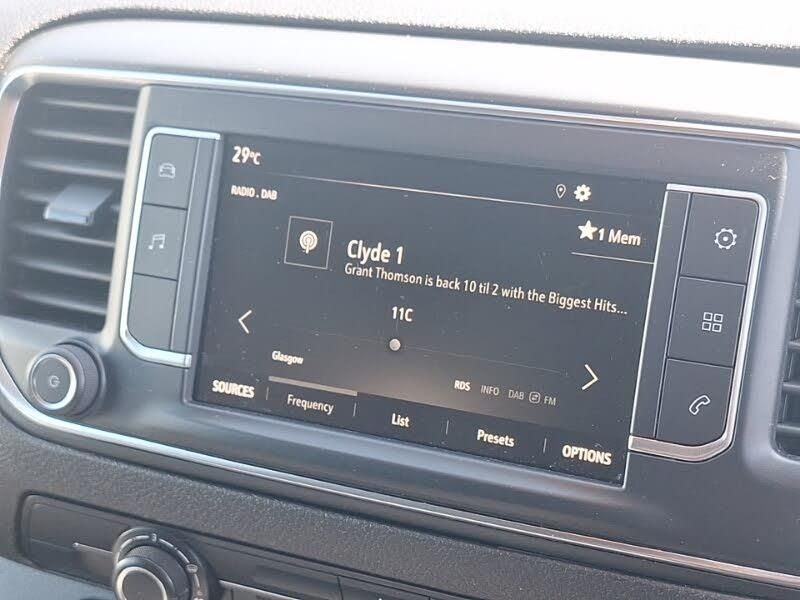 29°C
RADIO . DAB
★1 Mem
Clyde 1
Grant Thomson is back 10 til 2 with the Biggest Hits...
11C
Glasgow
RDS INFO DAB FM
SOURCES Frequency List Presets OPTIONS